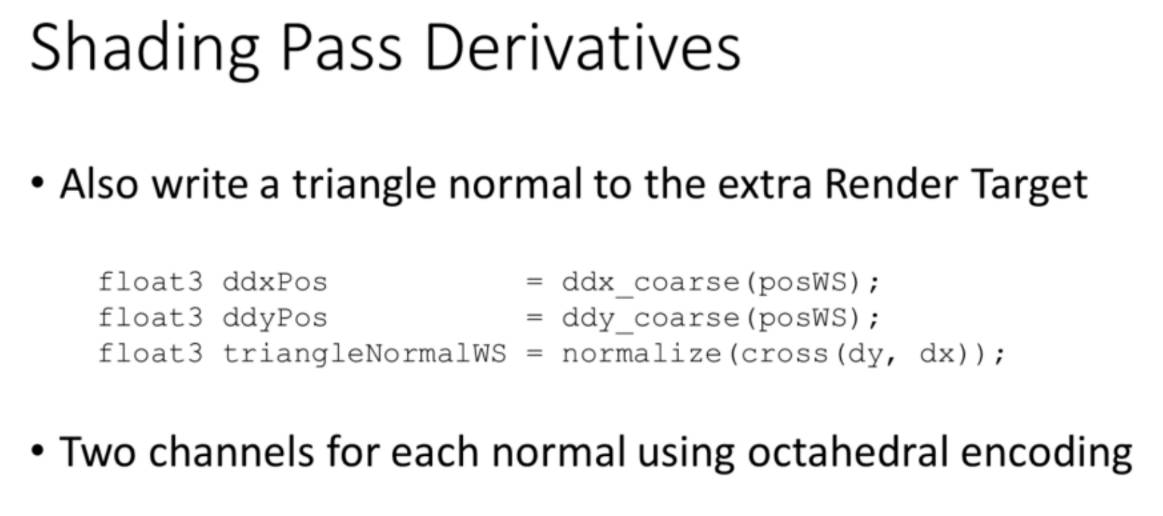 Shading Pass Derivatives
• Also write a triangle normal to the extra Render Target
float3 ddxPos = ddx_coarse(posWS);
float3 ddyPos = ddy_coarse(posWS);
float3 triangleNormalWS = normalize(cross(dy, dx));
• Two channels for each normal using octahedral encoding